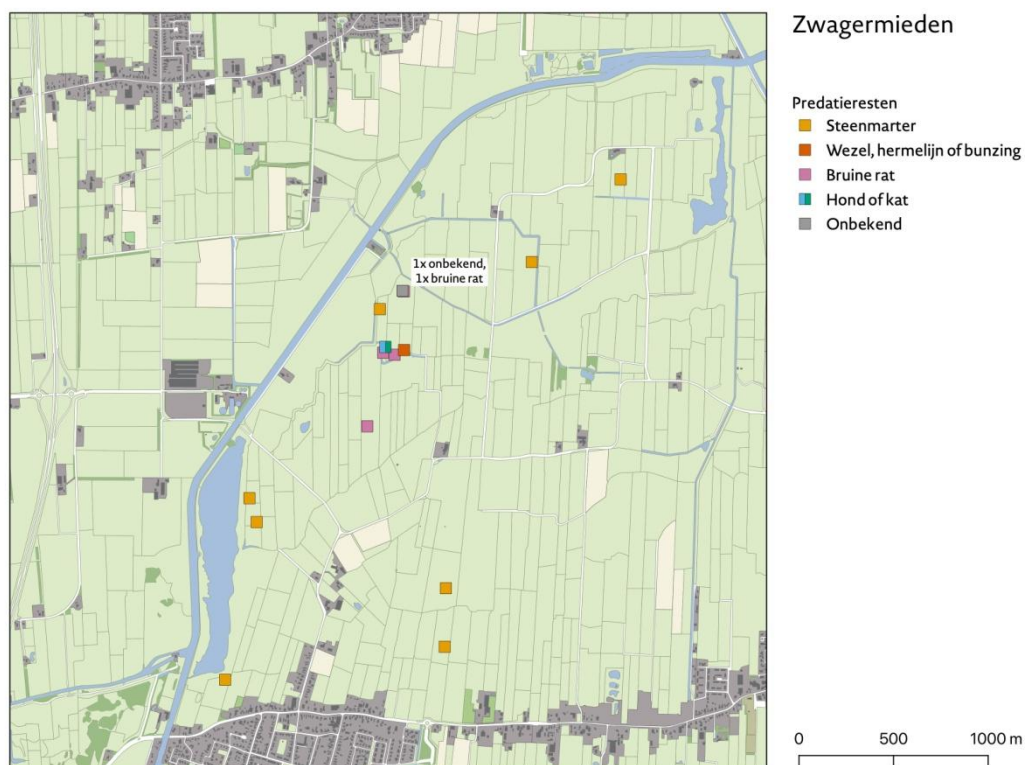 Zwagermieden
Predatieresten
Steenmarter
Wezel, hermelijn of bunzing
Bruine rat
Hond of kat
Onbekend
1x onbekend,
1x bruine rat
0 500 1000 m